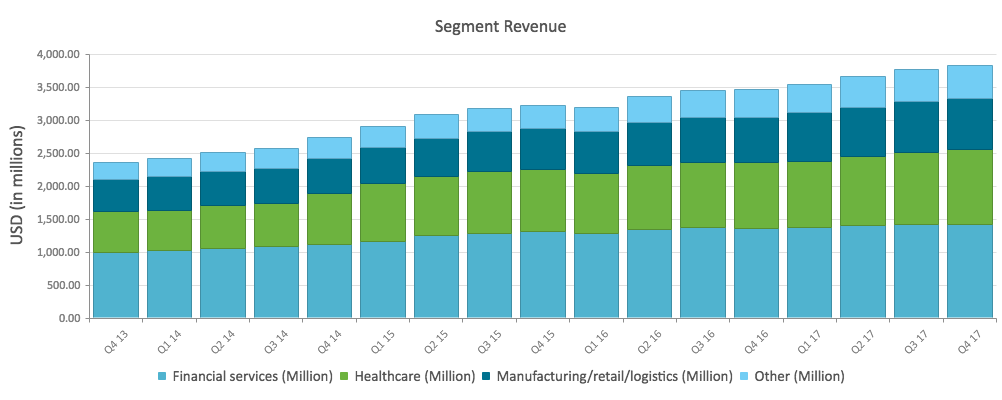 Segment Revenue
USD (in millions)
4,000.00
3,500.00
3,000.00
2,500.00
2,000.00
1,500.00
1,000.00
500.00
0.00
Q4 13
Q1 14
Q2 14
Q3 14
Q4 14
Q1 15
Q2 15
Q3 15
Q4 15
Q1 16
Q2 16
Q3 16
Q4 16
Q1 17
Q2 17
Q3 17
Q4 17
Financial services (Million) Healthcare (Million) Manufacturing/retail/logistics (Million) Other (Million)